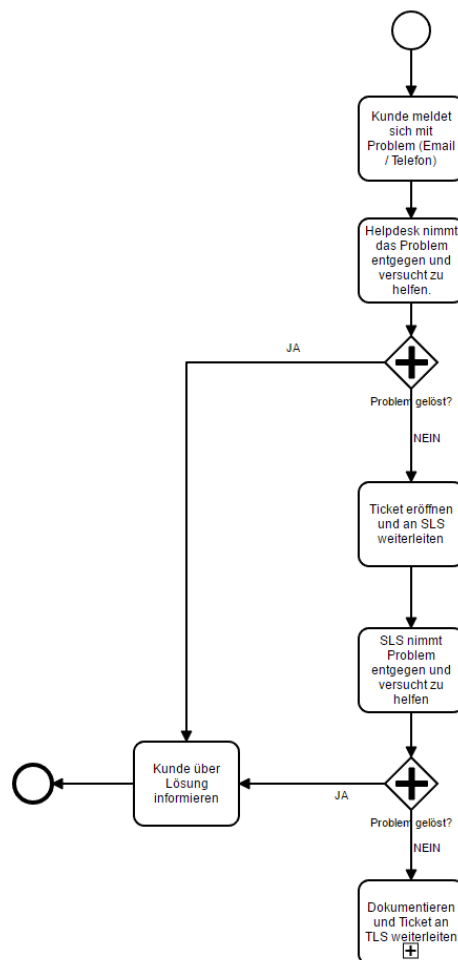 Kunde meldet
sich mit
Problem (Email
/ Telefon)
Helpdesk nimmt
das Problem
entgegen und
versucht zu
helfen.
JA
Problem gelöst?
NEIN
Ticket eröffnen
und an SLS
weiterleiten
SLS nimmt
Problem
entgegen und
versucht zu
helfen
Kunde über
Lösung
informieren
JA
Problem gelöst?
NEIN
Dokumentieren
und Ticket an
TLS weiterleiten